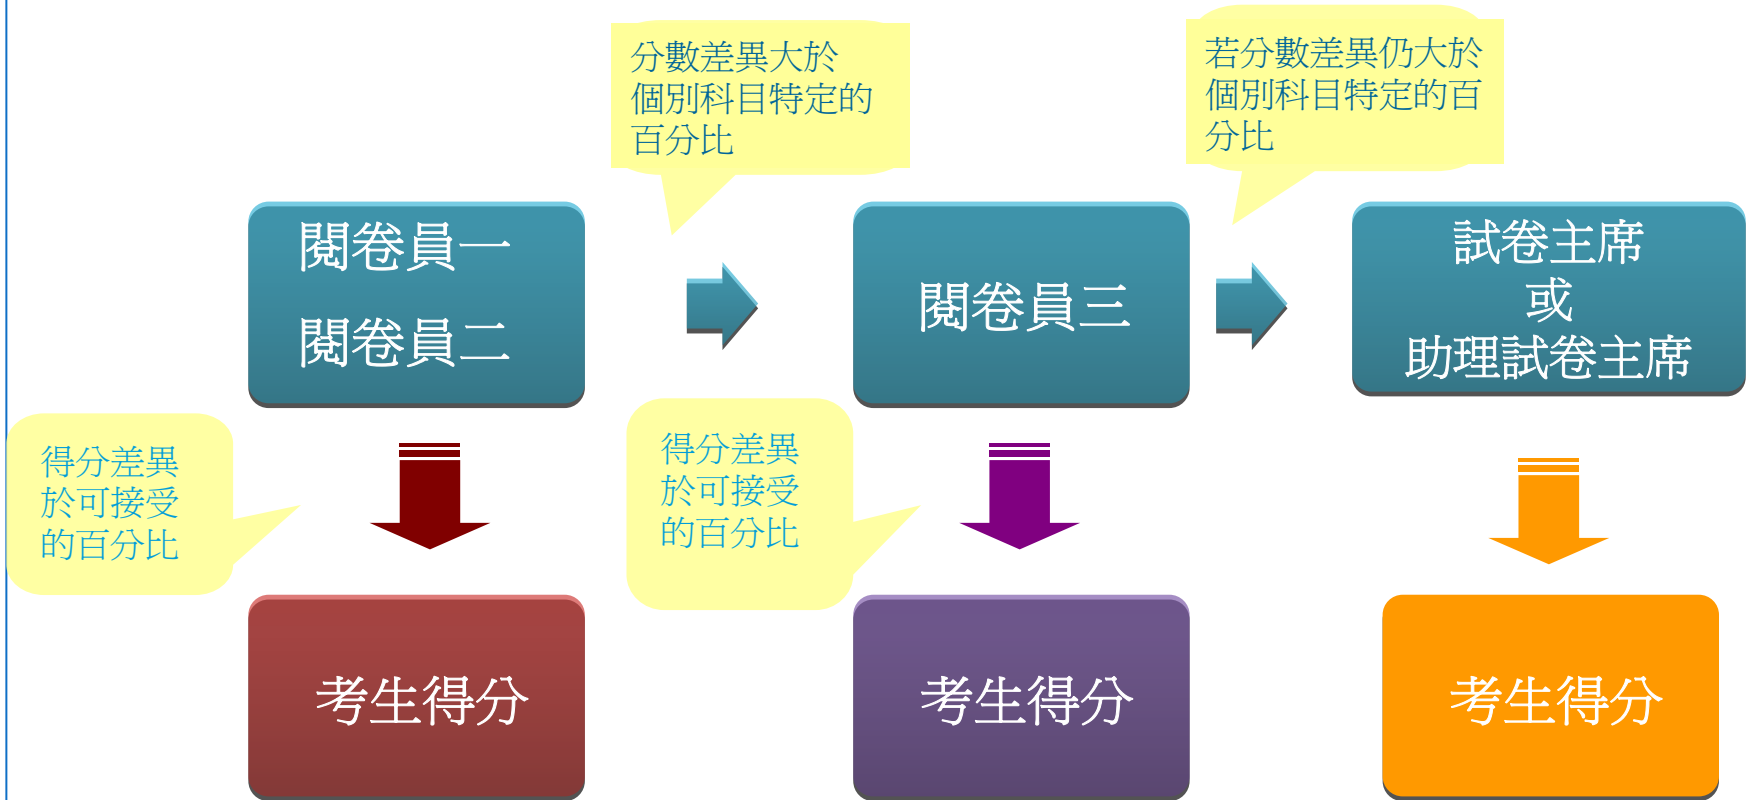 分數差異大於
個別科目特定的
百分比
若分數差異仍大於
個別科目特定的百
分比
閱卷員一
閱卷員二
閱卷員三
試卷主席
或
助理試卷主席
得分差異
於可接受
的百分比
得分差異
於可接受
的百分比
考生得分
考生得分
考生得分